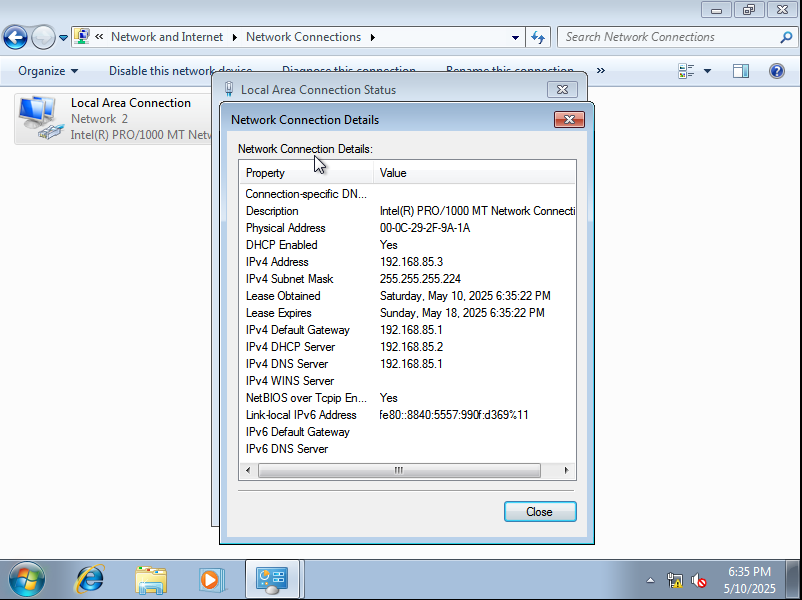 « Network and Internet Network Connections
Search Network Connections
Organize Disable this network device Diagnose this connection Rename this connection »
Local Area Connection
Network 2
Intel(R) PRO/1000 MT Netw
Local Area Connection Status
Network Connection Details
Network Connection Details:
Property Value
Connection-specific DN...
Description Intel(R) PRO/1000 MT Network Connecti
Physical Address 00-0C-29-2F-9A-1A
DHCP Enabled Yes
IPv4 Address 192.168.85.3
IPv4 Subnet Mask 255.255.255.224
Lease Obtained Saturday, May 10, 2025 6:35:22 PM
Lease Expires Sunday, May 18, 2025 6:35:22 PM
IPv4 Default Gateway 192.168.85.1
IPv4 DHCP Server 192.168.85.2
IPv4 DNS Server 192.168.85.1
IPv4 WINS Server
NetBIOS over Tcpip En... Yes
Link-local IPv6 Address fe80::8840:5557:990f:d369%11
IPv6 Default Gateway
IPv6 DNS Server
Close
6:35 PM
5/10/2025